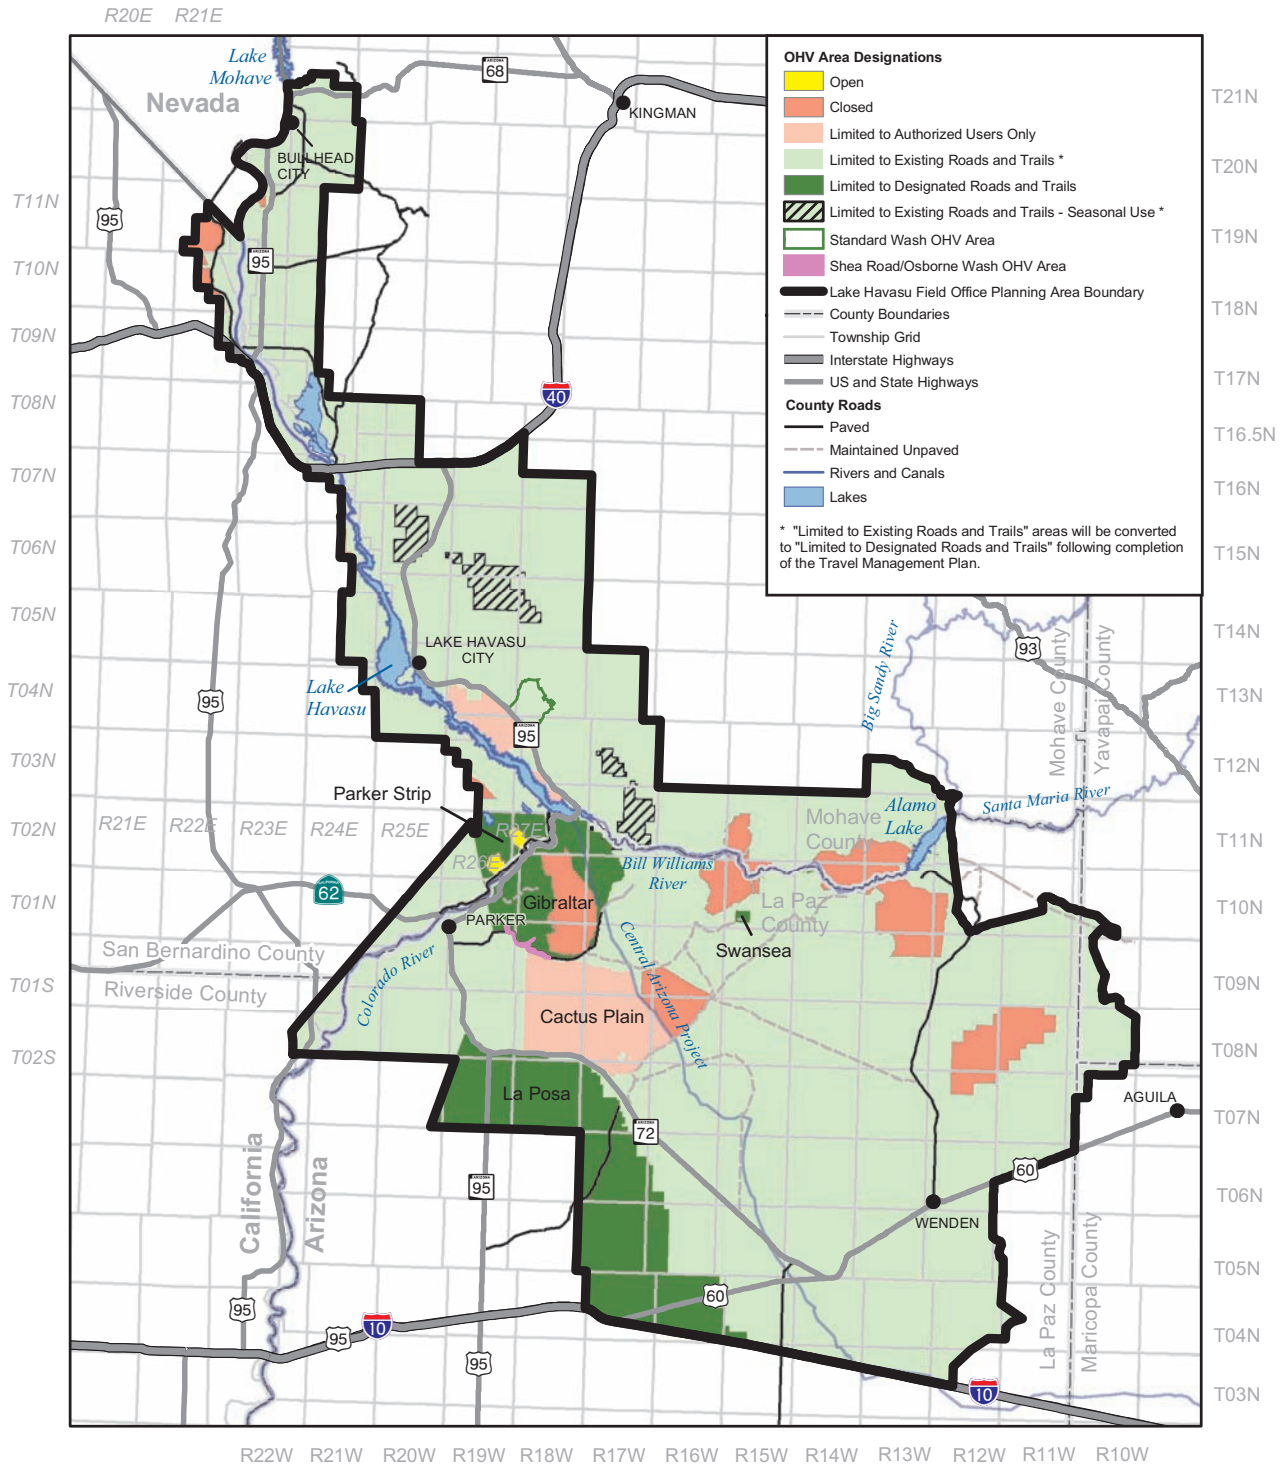 R20E R21E
Lake
Mohave
Nevada
ARIZONA
68
KINGMAN
BULLHEAD
CITY
95
ARIZONA
95
40
OHV Area Designations
Open
Closed
Limited to Authorized Users Only
Limited to Existing Roads and Trails *
Limited to Designated Roads and Trails
Limited to Existing Roads and Trails - Seasonal Use *
Standard Wash OHV Area
Shea Road/Osborne Wash OHV Area
Lake Havasu Field Office Planning Area Boundary
County Boundaries
Township Grid
Interstate Highways
US and State Highways
County Roads
Paved
Maintained Unpaved
Rivers and Canals
Lakes
* "Limited to Existing Roads and Trails" areas will be converted
to "Limited to Designated Roads and Trails" following completion
of the Travel Management Plan.
T21N
T20N
T19N
T18N
T17N
T16.5N
T16N
T15N
T14N
T13N
T12N
T11N
T10N
T09N
T08N
T07N
T06N
T05N
T04N
T03N
T11N
T10N
T09N
T08N
T07N
T06N
T05N
T04N
T03N
T02N
T01N
T01S
T02S
LAKE HAVASU
CITY
Lake
Havasu
95
ARIZONA
95
Big Sandy River
93
Mohave County
Yavapai County
Santa Maria River
Alamo
Lake
Mohave
County
Parker Strip
R21E R22E R23E R24E R25E
R26E
R27E
Bill Williams
River
CALIFORNIA
62
Gibraltar
PARKER
La Paz
County
Swansea
San Bernardino County
Riverside County
Colorado River
Central Arizona Project
Cactus Plain
La Posa
ARIZONA
72
AGUILA
60
WENDEN
California
Arizona
ARIZONA
95
La Paz County
Maricopa County
60
95
95
10
95
10
R22W R21W R20W R19W R18W R17W R16W R15W R14W R13W R12W R11W R10W